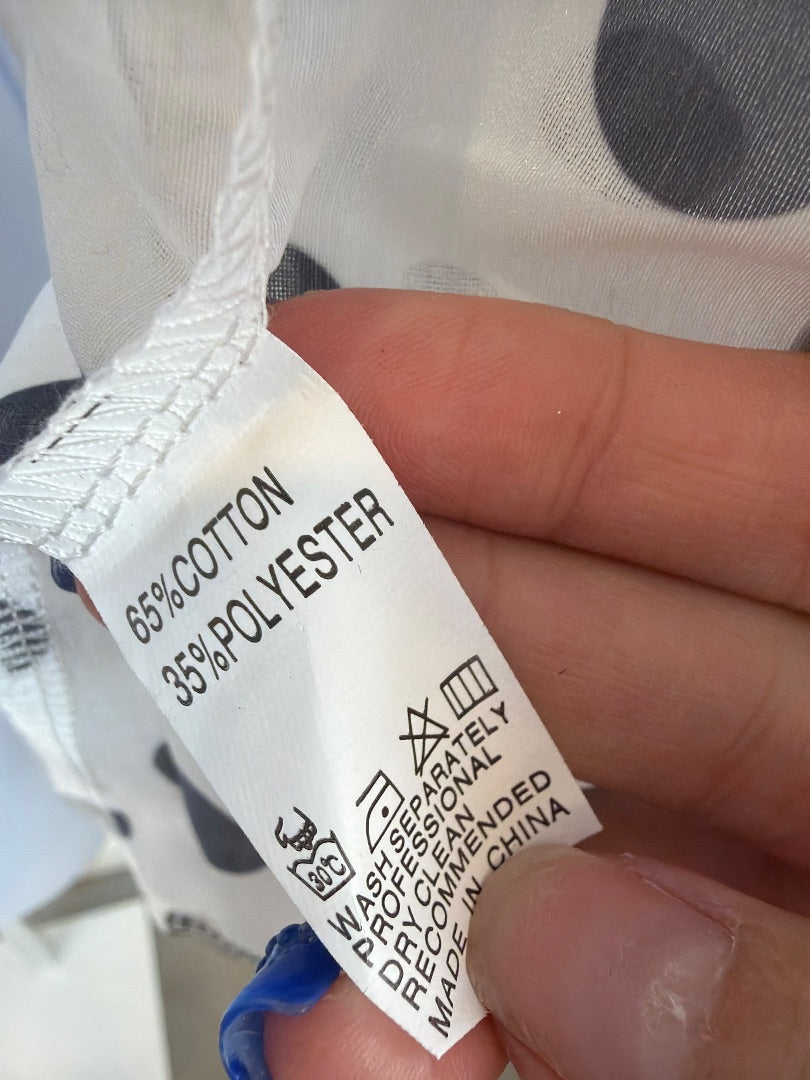 65%COTTON
35%POLYESTER
30°C
WASH SEPARATELY
PROFESSIONAL
DRY CLEAN
RECOMMENDED
MADE IN CHINA